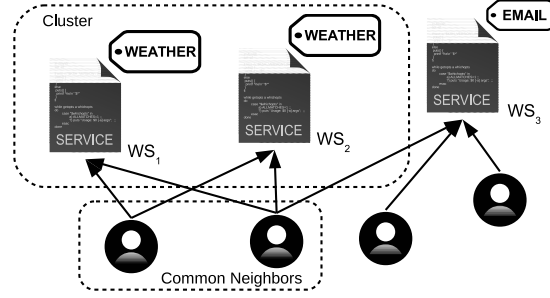 Cluster
WEATHER
WEATHER
EMAIL
SERVICE
WS1
SERVICE
WS2
SERVICE
WS3
Common Neighbors